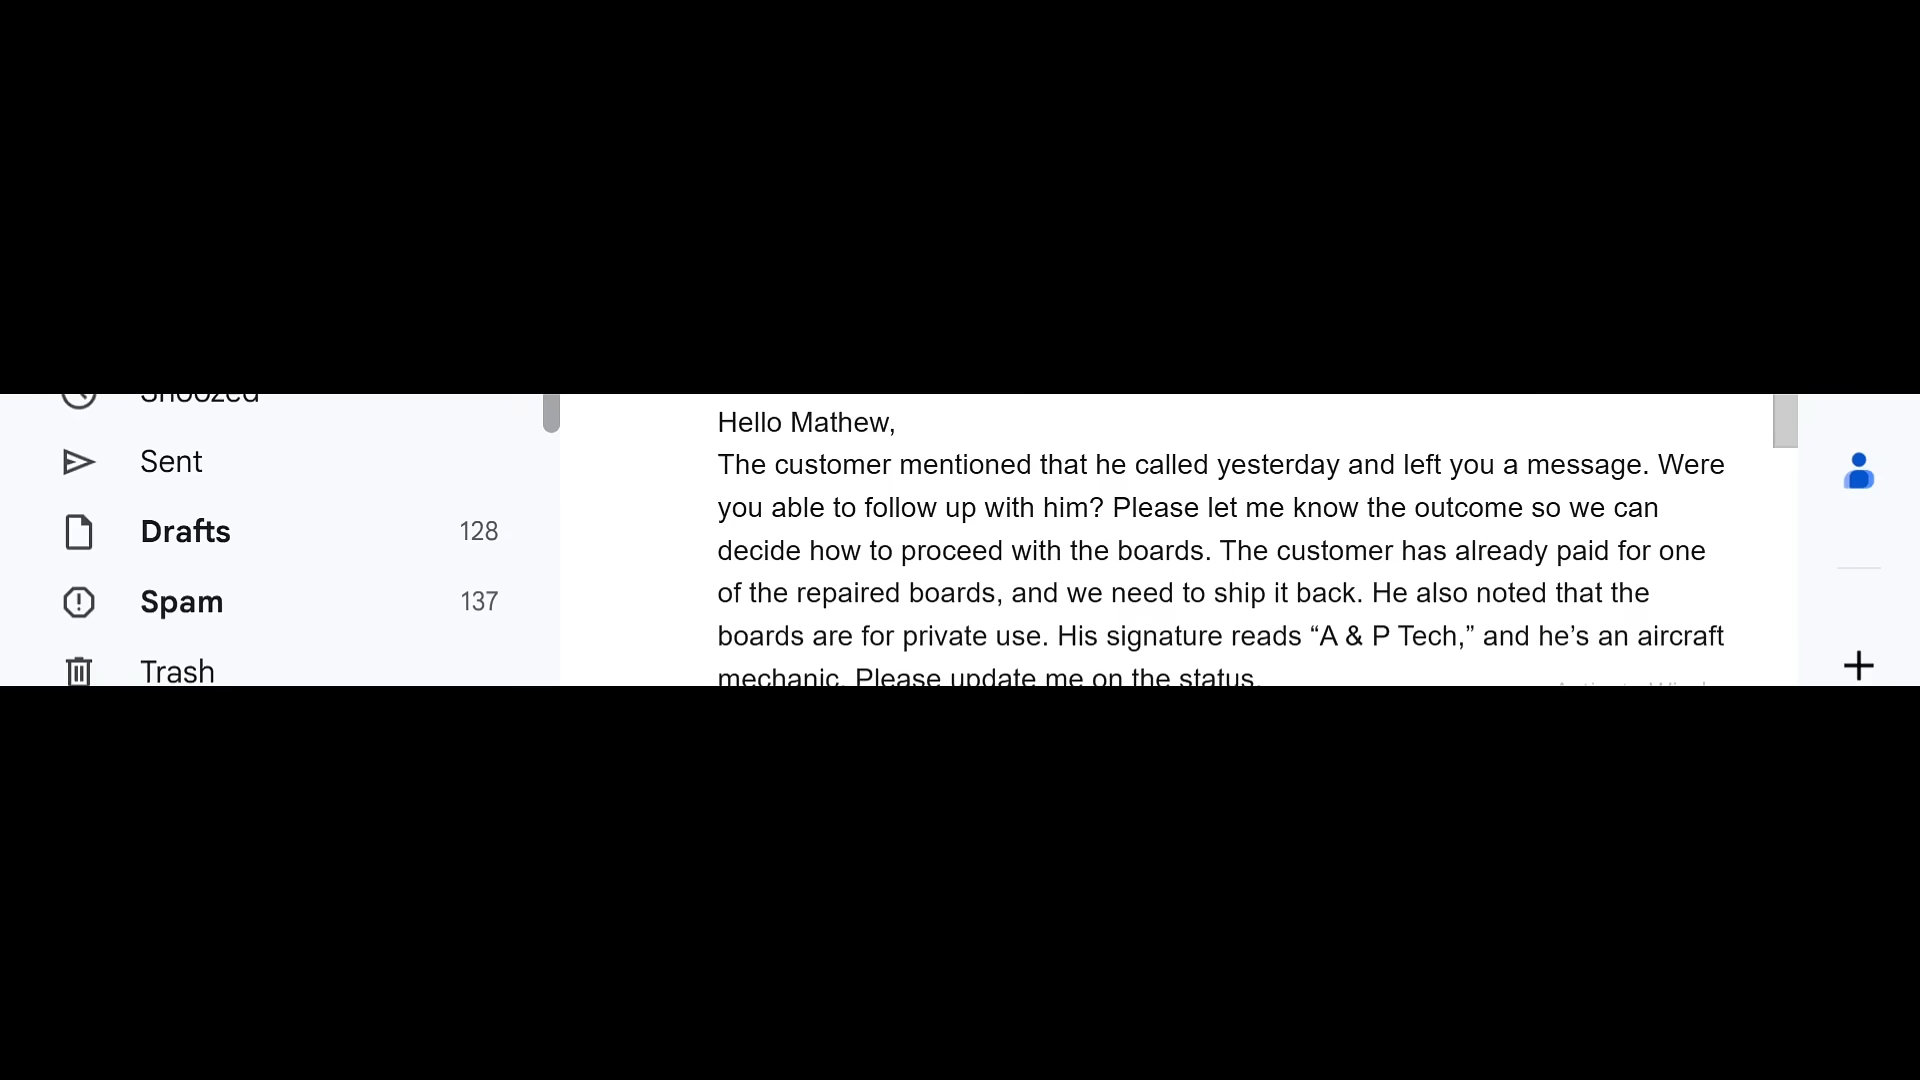 Snoozed
Sent
Drafts 128
Spam 137
Trash
Hello Mathew,
The customer mentioned that he called yesterday and left you a message. Were
you able to follow up with him? Please let me know the outcome so we can
decide how to proceed with the boards. The customer has already paid for one
of the repaired boards, and we need to ship it back. He also noted that the
boards are for private use. His signature reads “A & P Tech,” and he’s an aircraft
mechanic. Please update me on the status.